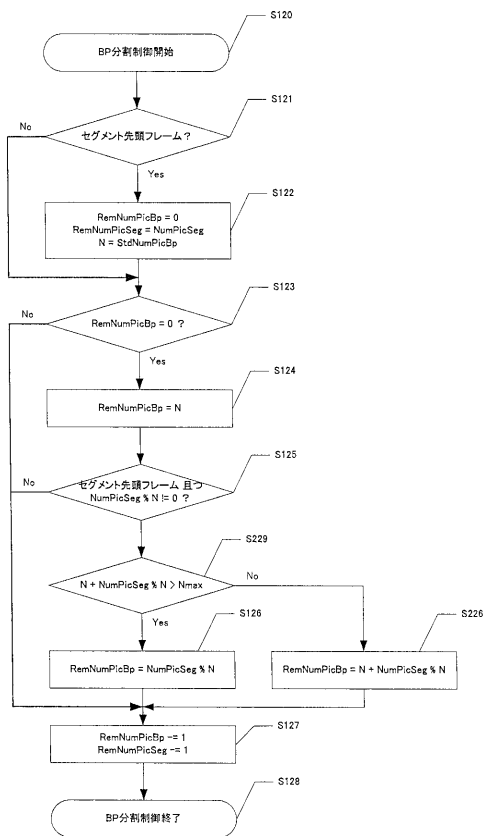 S120
BP分割制御開始
S121
セグメント先頭フレーム?
No
Yes
S122
RemNumPicBp = 0
RemNumPicSeg = NumPicSeg
N = StdNumPicBp
S123
No
RemNumPicBp = 0 ?
Yes
S124
RemNumPicBp = N
S125
No
セグメント先頭フレーム 且つ
NumPicSeg % N != 0 ?
S229
N + NumPicSeg % N > Nmax
No
Yes
S126
S226
RemNumPicBp = NumPicSeg % N
RemNumPicBp = N + NumPicSeg % N
S127
RemNumPicBp -= 1
RemNumPicSeg -= 1
S128
BP分割制御終了